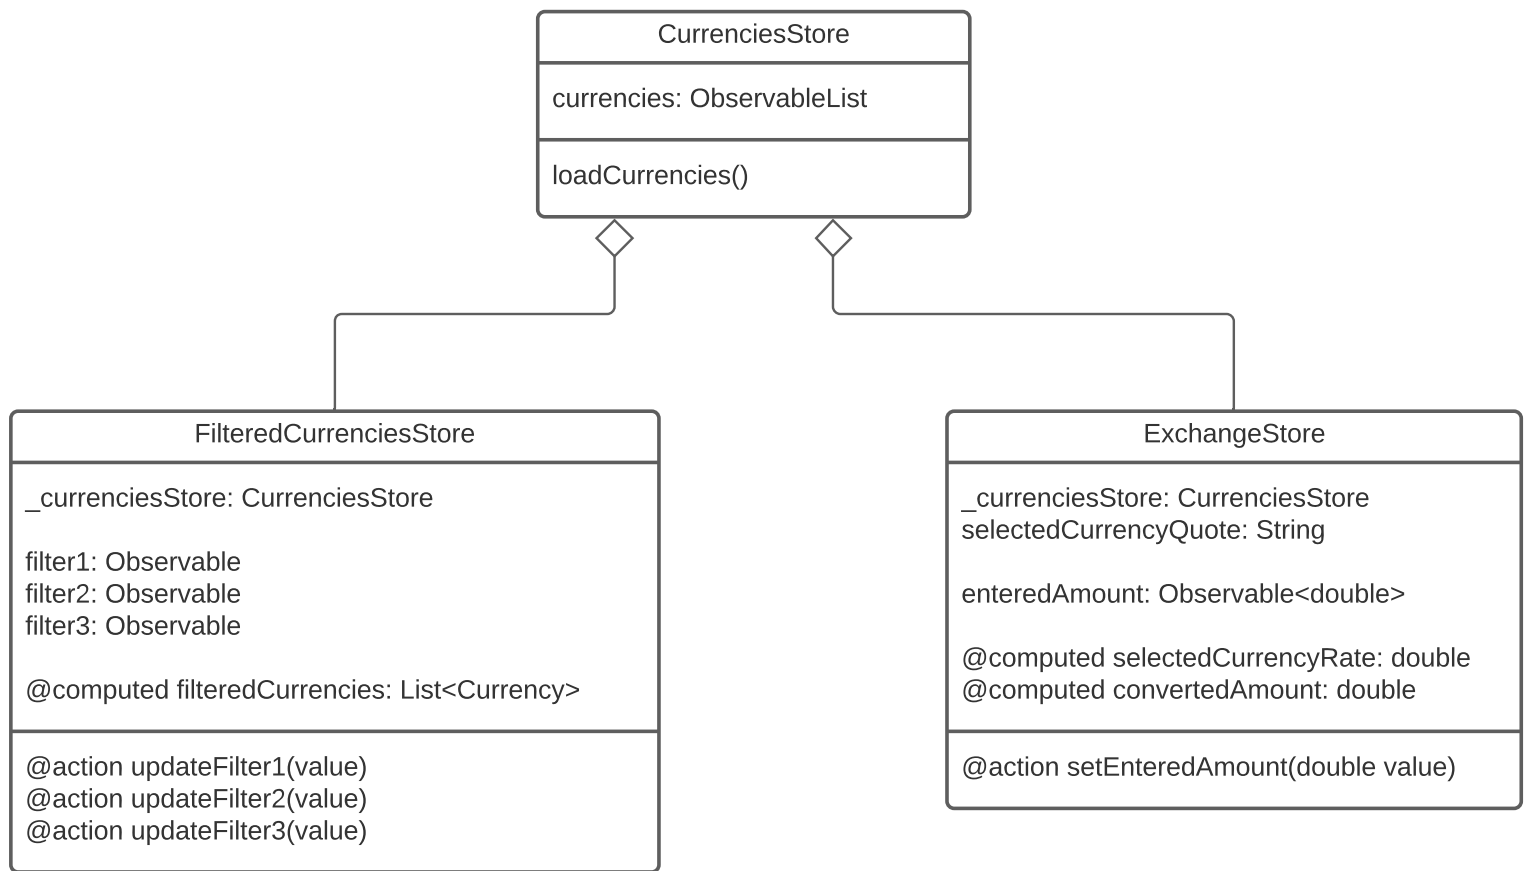 CurrenciesStore
currencies: ObservableList
loadCurrencies()
FilteredCurrenciesStore
_currenciesStore: CurrenciesStore
filter1: Observable
filter2: Observable
filter3: Observable
@computed filteredCurrencies: List<Currency>
@action updateFilter1(value)
@action updateFilter2(value)
@action updateFilter3(value)
ExchangeStore
_currenciesStore: CurrenciesStore
selectedCurrencyQuote: String
enteredAmount: Observable<double>
@computed selectedCurrencyRate: double
@computed convertedAmount: double
@action setEnteredAmount(double value)